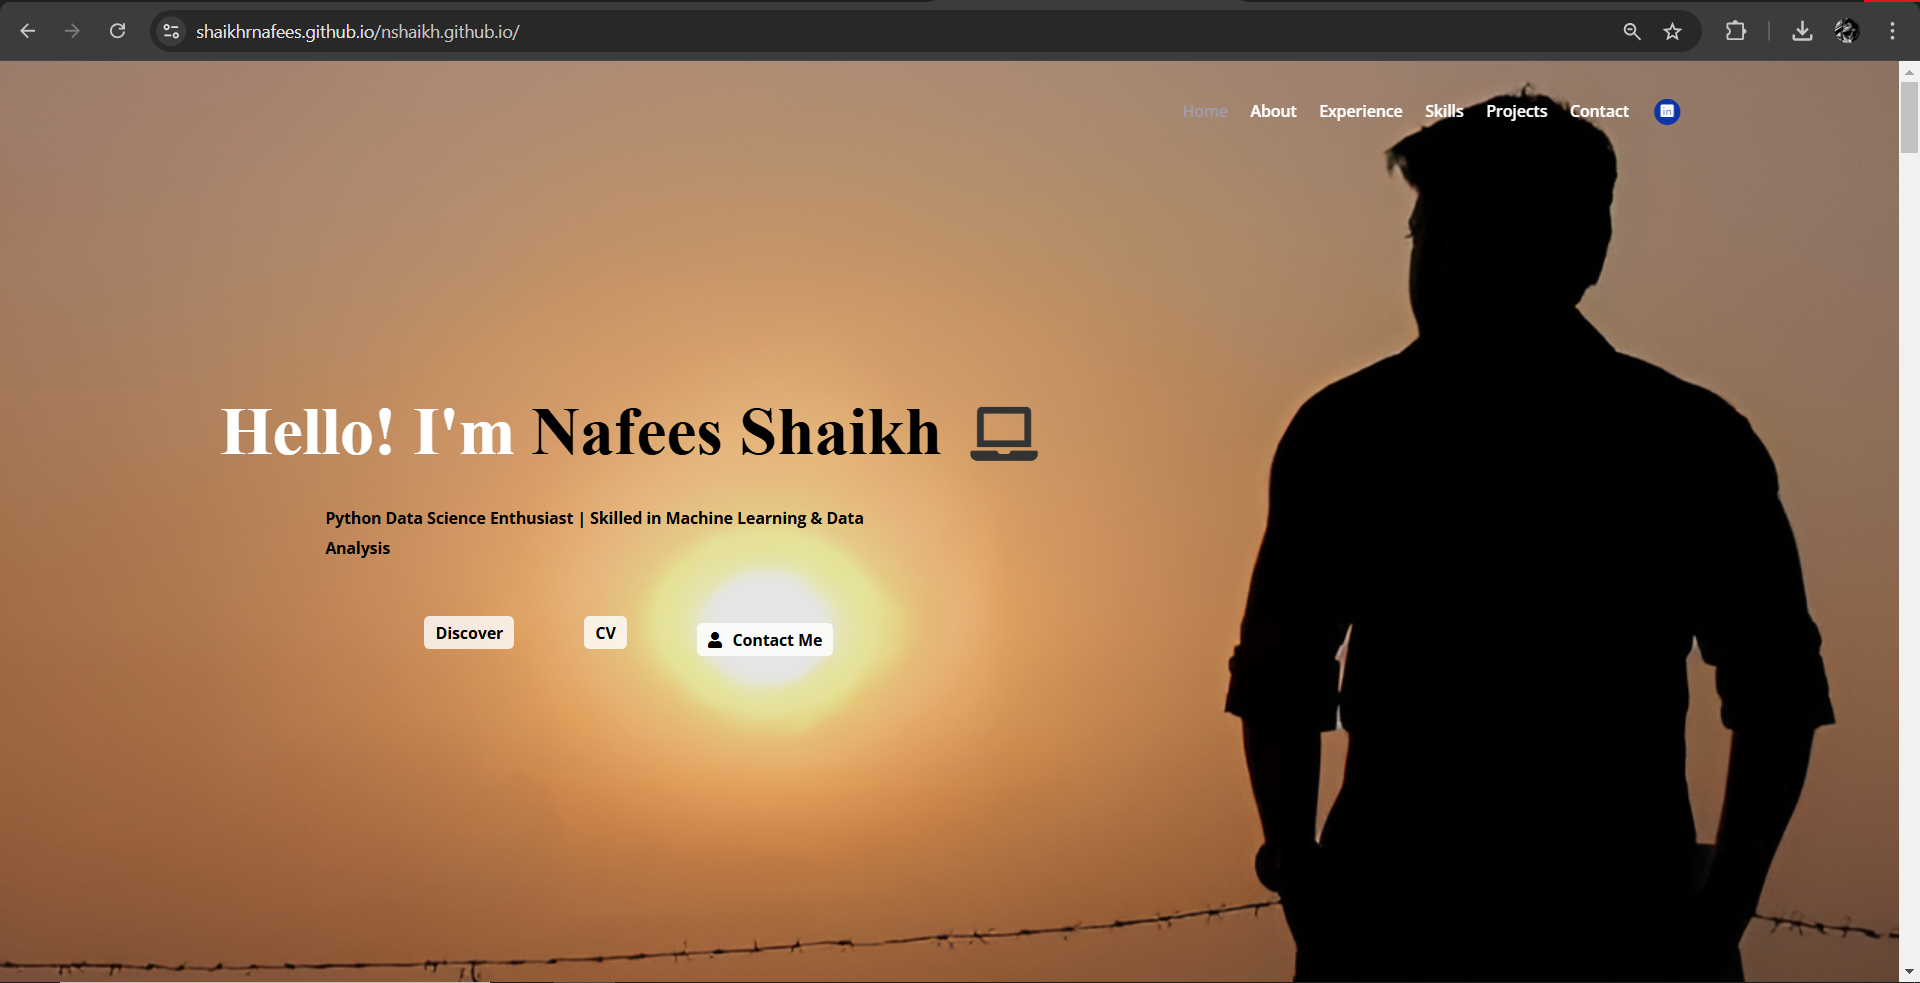 shaikhrnafees.github.io/nshaikh.github.io/
Home About Experience Skills Projects Contact in
Hello! I'm Nafees Shaikh
Python Data Science Enthusiast | Skilled in Machine Learning & Data
Analysis
Discover CV Contact Me